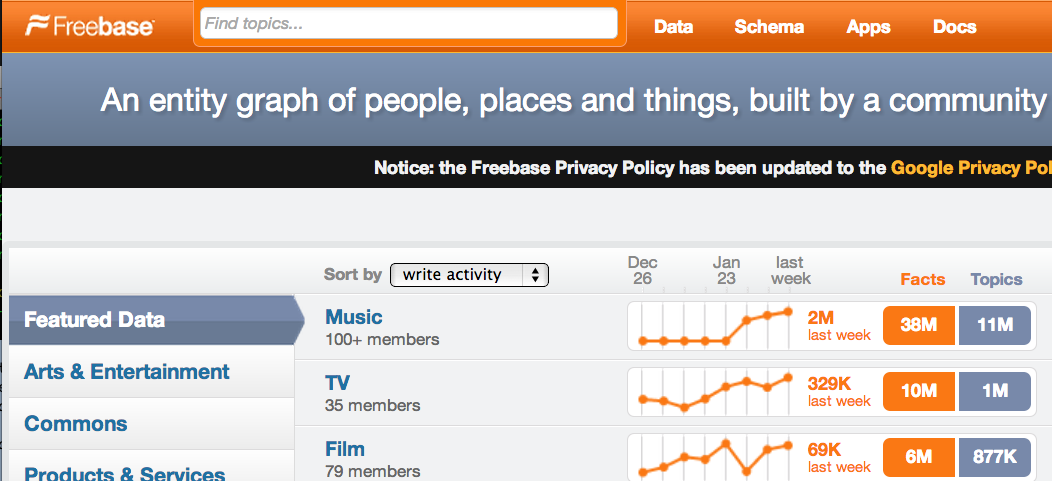 Freebase
Find topics...
Data Schema Apps Docs
An entity graph of people, places and things, built by a community
Notice: the Freebase Privacy Policy has been updated to the Google Privacy Pol
Sort by write activity
Dec 26
Jan 23
last week
Facts Topics
Featured Data
Arts & Entertainment
Commons
Products & Services
Music
100+ members
2M
last week
38M 11M
TV
35 members
329K
last week
10M 1M
Film
79 members
69K
last week
6M 877K